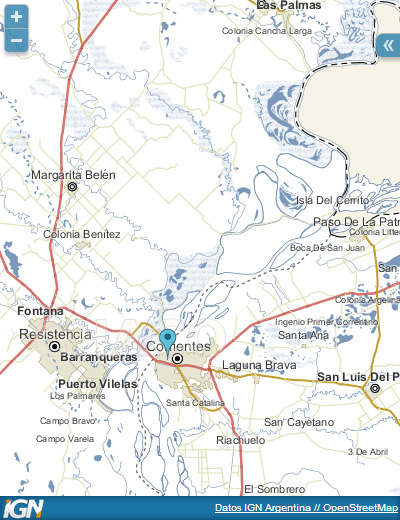 +
−
«
Las Palmas
Colonia Cancha Larga
Margarita Belén
Isla Del Cerrito
Paso De La Patr
Colonia Litter
Colonia Benítez
Boca De San Juan
San
Colonia Argelina
Fontana
Ingenio Primer Correntino
Resistencia
Santa Ana
Corrientes
Barranqueras
Laguna Brava
Puerto Vilelas
San Luis Del P
Los Palmares
Santa Catalina
Campo Bravo
San Cayetano
Campo Varela
Riachuelo
3 De Abril
El Sombrero
IGN
Datos IGN Argentina // OpenStreetMap